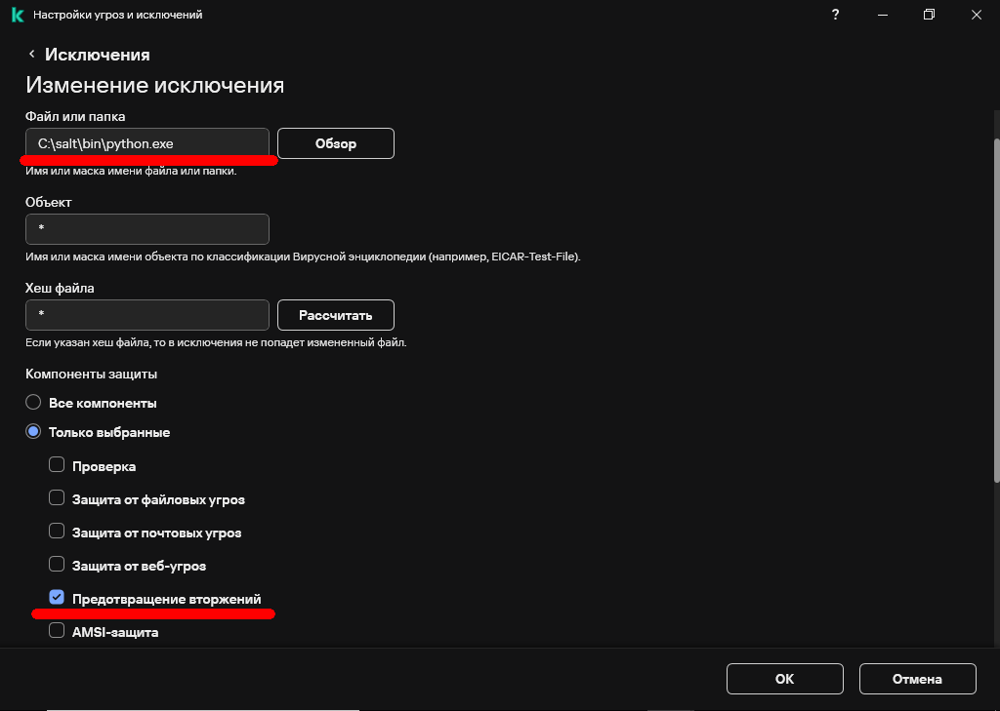 Настройки угроз и исключений
?
Исключения
Изменение исключения
Файл или папка
C:\salt\bin\python.exe
Обзор
Имя или маска имени файла или папки.
Объект
*
Имя или маска имени объекта по классификации Вирусной энциклопедии (например, EICAR-Test-File).
Хеш файла
*
Рассчитать
Если указан хеш файла, то в исключения не попадет измененный файл.
Компоненты защиты
Все компоненты
Только выбранные
Проверка
Защита от файловых угроз
Защита от почтовых угроз
Защита от веб-угроз
Предотвращение вторжений
AMSI-защита
ОК
Отмена